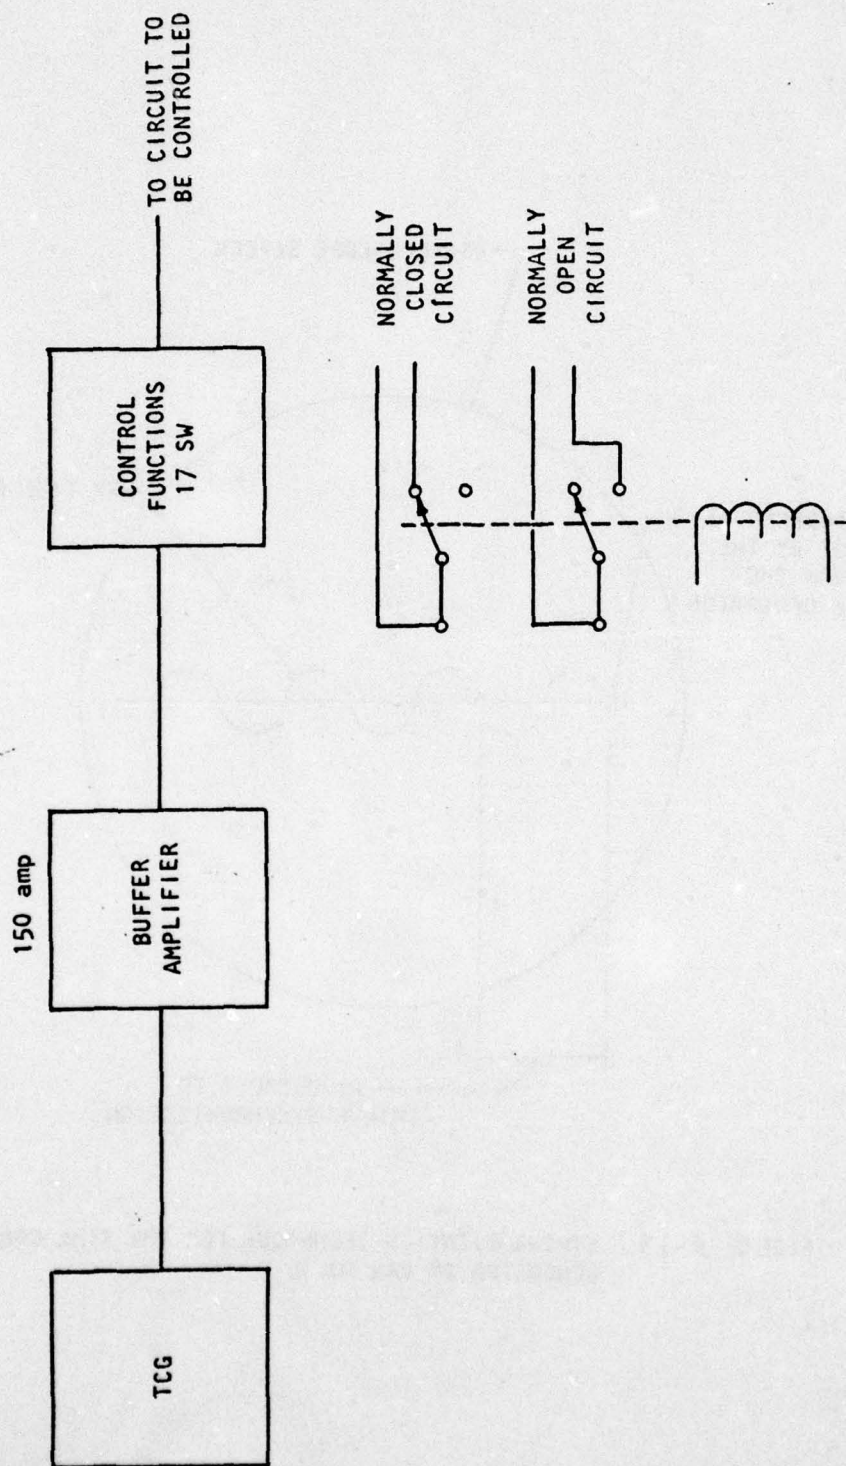 TCG
150 amp
BUFFER
AMPLIFIER
CONTROL
FUNCTIONS
17 SW
TO CIRCUIT TO
BE CONTROLLED
NORMALLY
CLOSED
CIRCUIT
NORMALLY
OPEN
CIRCUIT